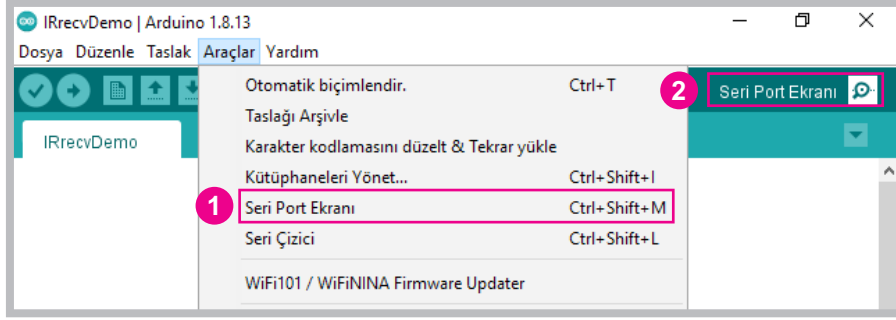 IRrecvDemo | Arduino 1.8.13
Dosya Düzenle Taslak Araçlar Yardım
Otomatik biçimlendir. Ctrl+T
2 Seri Port Ekranı
Taslağı Arşivle
IRrecvDemo
Karakter kodlamasını düzelt & Tekrar yükle
Kütüphaneleri Yönet... Ctrl+Shift+I
1 Seri Port Ekranı Ctrl+Shift+M
Seri Çizici Ctrl+Shift+L
WiFi101 / WiFiNINA Firmware Updater